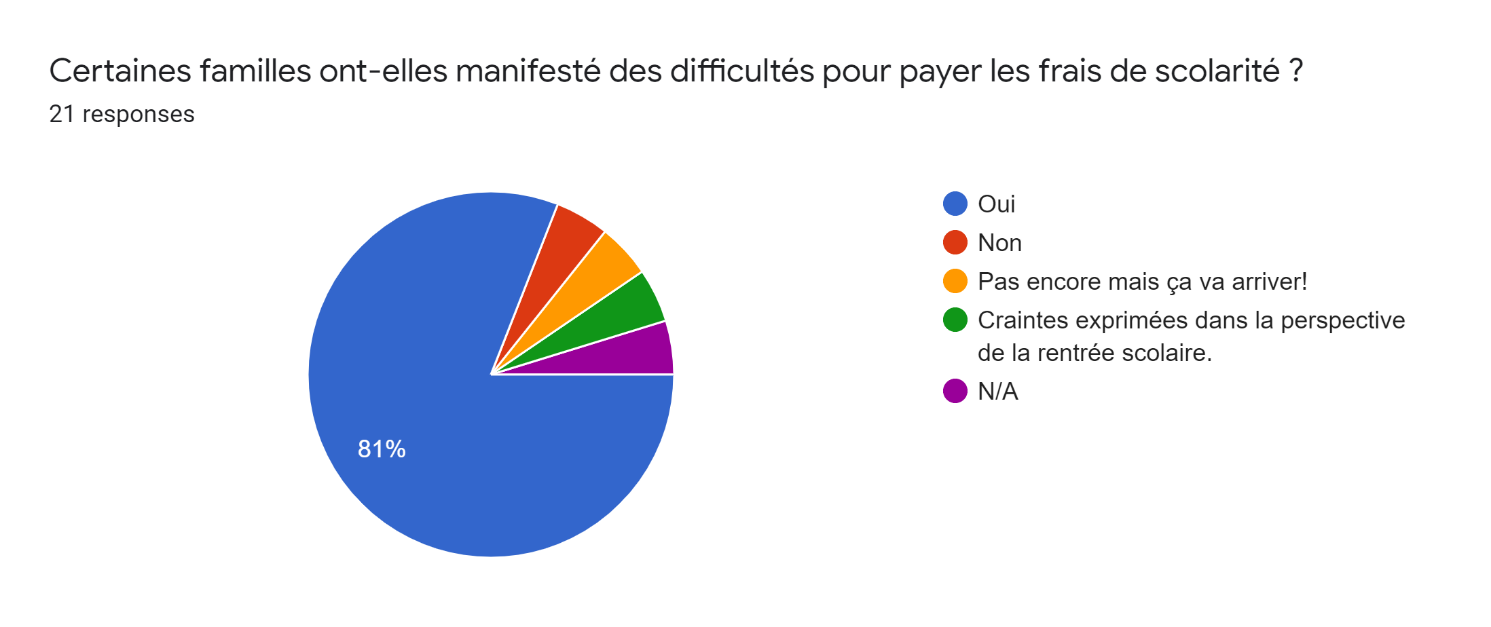 Certaines familles ont-elles manifesté des difficultés pour payer les frais de scolarité ?
21 responses
Oui
Non
Pas encore mais ça va arriver!
Craintes exprimées dans la perspective
de la rentrée scolaire.
N/A
81%